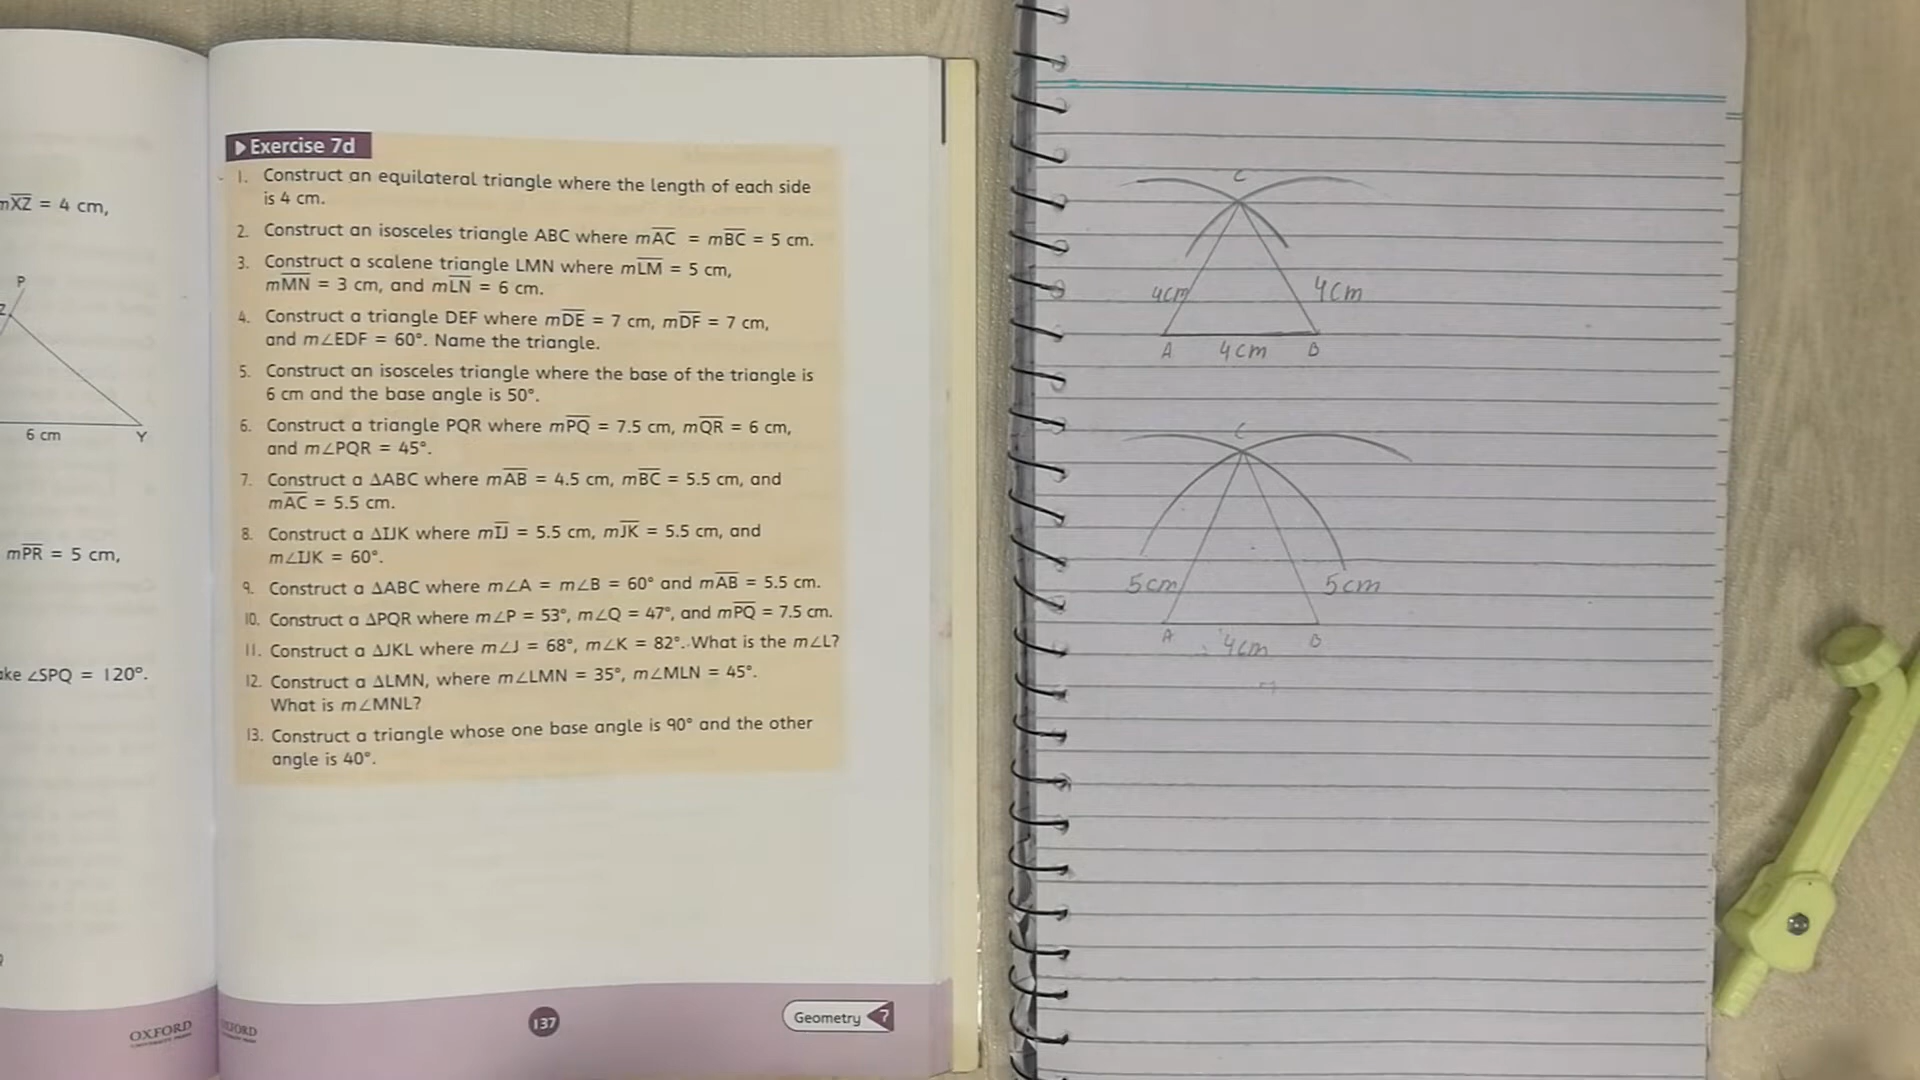 mXZ = 4 cm,
P
Z
6 cm
Y
mPR = 5 cm,
ake ∠SPQ = 120°.
OXFORD
UNIVERSITY PRESS
Exercise 7d
1. Construct an equilateral triangle where the length of each side
is 4 cm.
2. Construct an isosceles triangle ABC where mAC = mBC = 5 cm.
3. Construct a scalene triangle LMN where mLM = 5 cm,
mMN = 3 cm, and mLN = 6 cm.
4. Construct a triangle DEF where mDE = 7 cm, mDF = 7 cm,
and m∠EDF = 60°. Name the triangle.
5. Construct an isosceles triangle where the base of the triangle is
6 cm and the base angle is 50°.
6. Construct a triangle PQR where mPQ = 7.5 cm, mQR = 6 cm,
and m∠PQR = 45°.
7. Construct a ΔABC where mAB = 4.5 cm, mBC = 5.5 cm, and
mAC = 5.5 cm.
8. Construct a ΔIJK where mIJ = 5.5 cm, mJK = 5.5 cm, and
m∠IJK = 60°.
9. Construct a ΔABC where m∠A = m∠B = 60° and mAB = 5.5 cm.
10. Construct a ΔPQR where m∠P = 53°, m∠Q = 47°, and mPQ = 7.5 cm.
11. Construct a ΔJKL where m∠J = 68°, m∠K = 82°. What is the m∠L?
12. Construct a ΔLMN, where m∠LMN = 35°, m∠MLN = 45°.
What is m∠MNL?
13. Construct a triangle whose one base angle is 90° and the other
angle is 40°.
OXFORD
137
Geometry 7
C
4cm 4cm
A 4cm B
C
5cm 5cm
A 4cm B